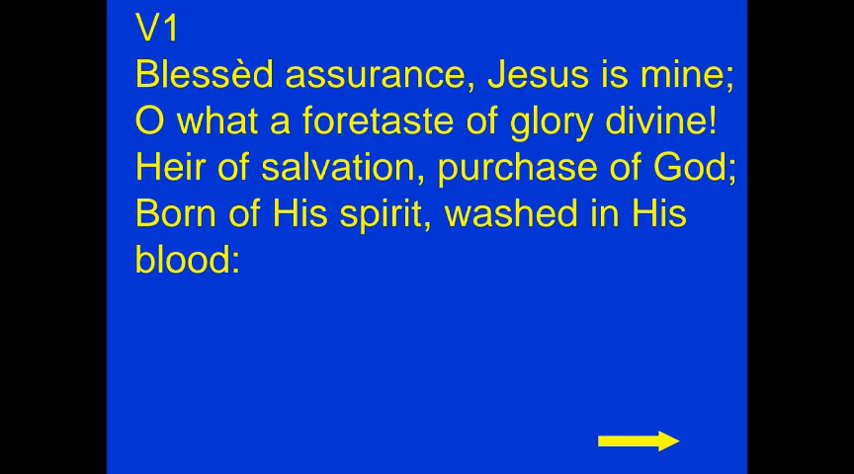 V1
Blessèd assurance, Jesus is mine;
O what a foretaste of glory divine!
Heir of salvation, purchase of God;
Born of His spirit, washed in His
blood: